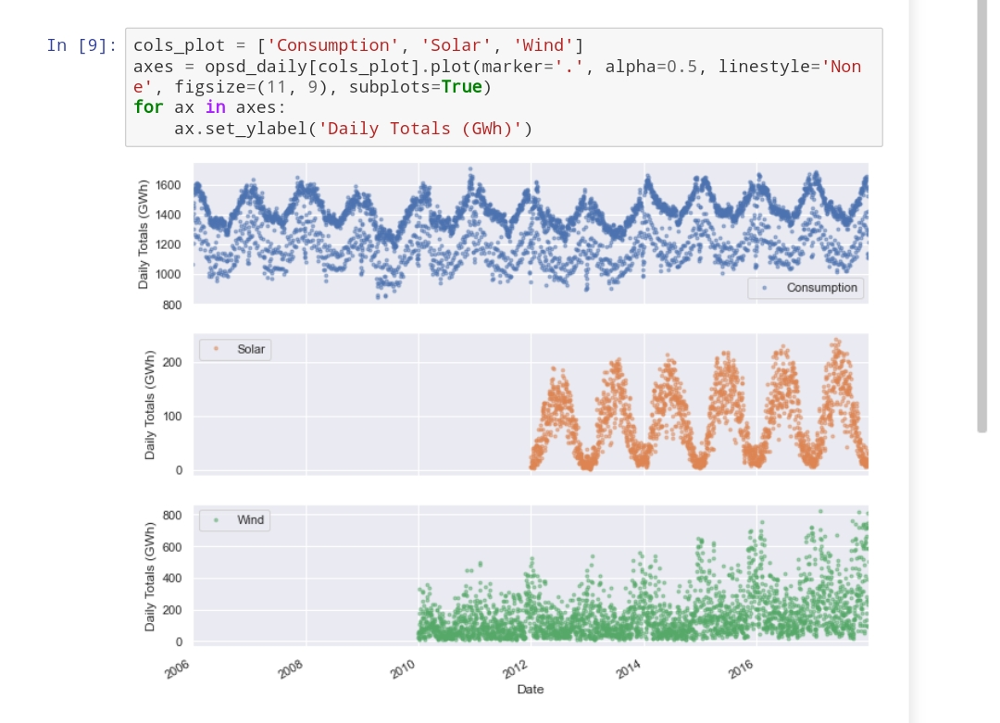 In [9]:
cols_plot = ['Consumption', 'Solar', 'Wind']
axes = opsd_daily[cols_plot].plot(marker='.', alpha=0.5, linestyle='Non
e', figsize=(11, 9), subplots=True)
for ax in axes:
    ax.set_ylabel('Daily Totals (GWh)')
Daily Totals (GWh)
1600
1400
1200
1000
800
Consumption
Daily Totals (GWh)
200
100
0
Solar
Daily Totals (GWh)
800
600
400
200
0
Wind
2006
2008
2010
2012
2014
2016
Date